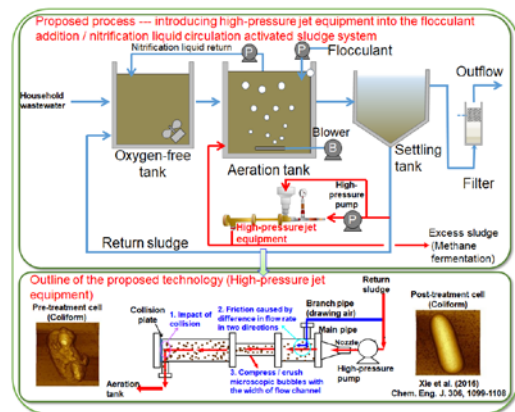 Proposed process --- introducing high-pressure jet equipment into the flocculant
addition / nitrification liquid circulation activated sludge system
Nitrification liquid return
P
Flocculant
P
Outflow
Household
wastewater
Blower
B
Oxygen-free
tank
Aeration tank
Settling
tank
Filter
High-
pressure
pump
P
High-pressure jet
equipment
Return sludge
Excess sludge
(Methane
fermentation)
Outline of the proposed technology (High-pressure jet
equipment)
Pre-treatment cell
(Coliform)
Collision
plate
1. Impact of
collision
2. Friction caused by
difference in flow rate
in two directions
Branch pipe
(drawing air)
Main pipe
Return
sludge
Nozzle
3. Compress / crush
microscopic bubbles with
the width of flow channel
High-pressure
pump
Aeration
tank
Post-treatment cell
(Coliform)
Xie et al. (2016)
Chem. Eng. J. 306, 1099-1108